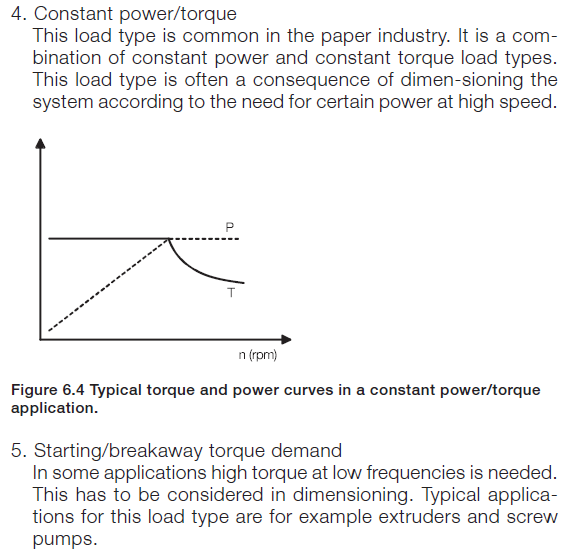 4. Constant power/torque
This load type is common in the paper industry. It is a com-
bination of constant power and constant torque load types.
This load type is often a consequence of dimen-sioning the
system according to the need for certain power at high speed.
P
T
n (rpm)
Figure 6.4 Typical torque and power curves in a constant power/torque
application.
5. Starting/breakaway torque demand
In some applications high torque at low frequencies is needed.
This has to be considered in dimensioning. Typical applica-
tions for this load type are for example extruders and screw
pumps.